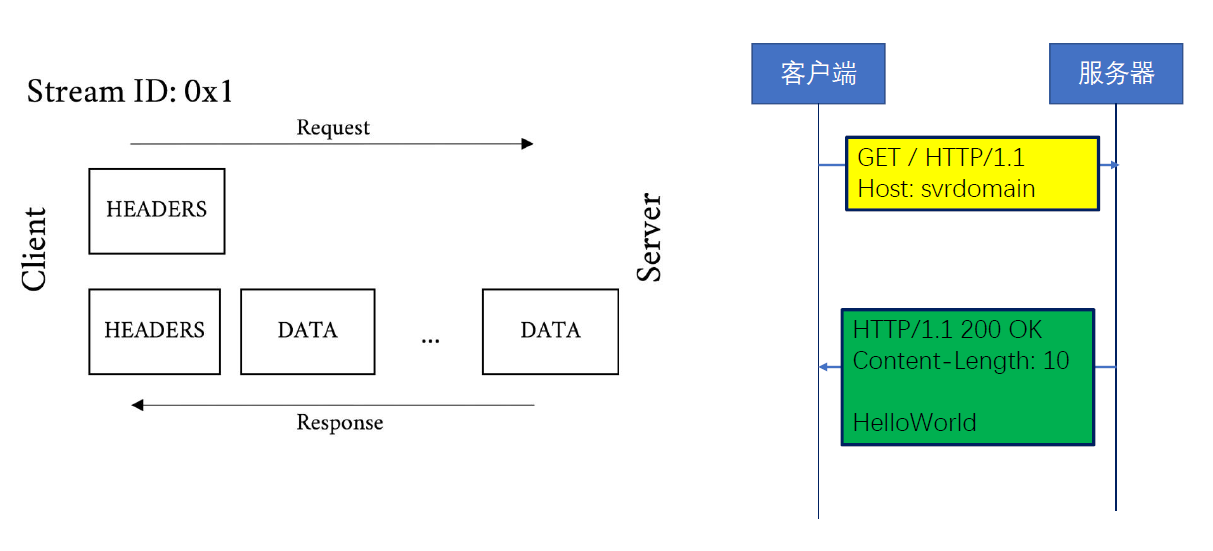 Stream ID: 0x1
Request
Client
HEADERS
Server
HEADERS
DATA
...
DATA
Response
客户端
服务器
GET / HTTP/1.1
Host: svrdomain
HTTP/1.1 200 OK
Content-Length: 10
HelloWorld